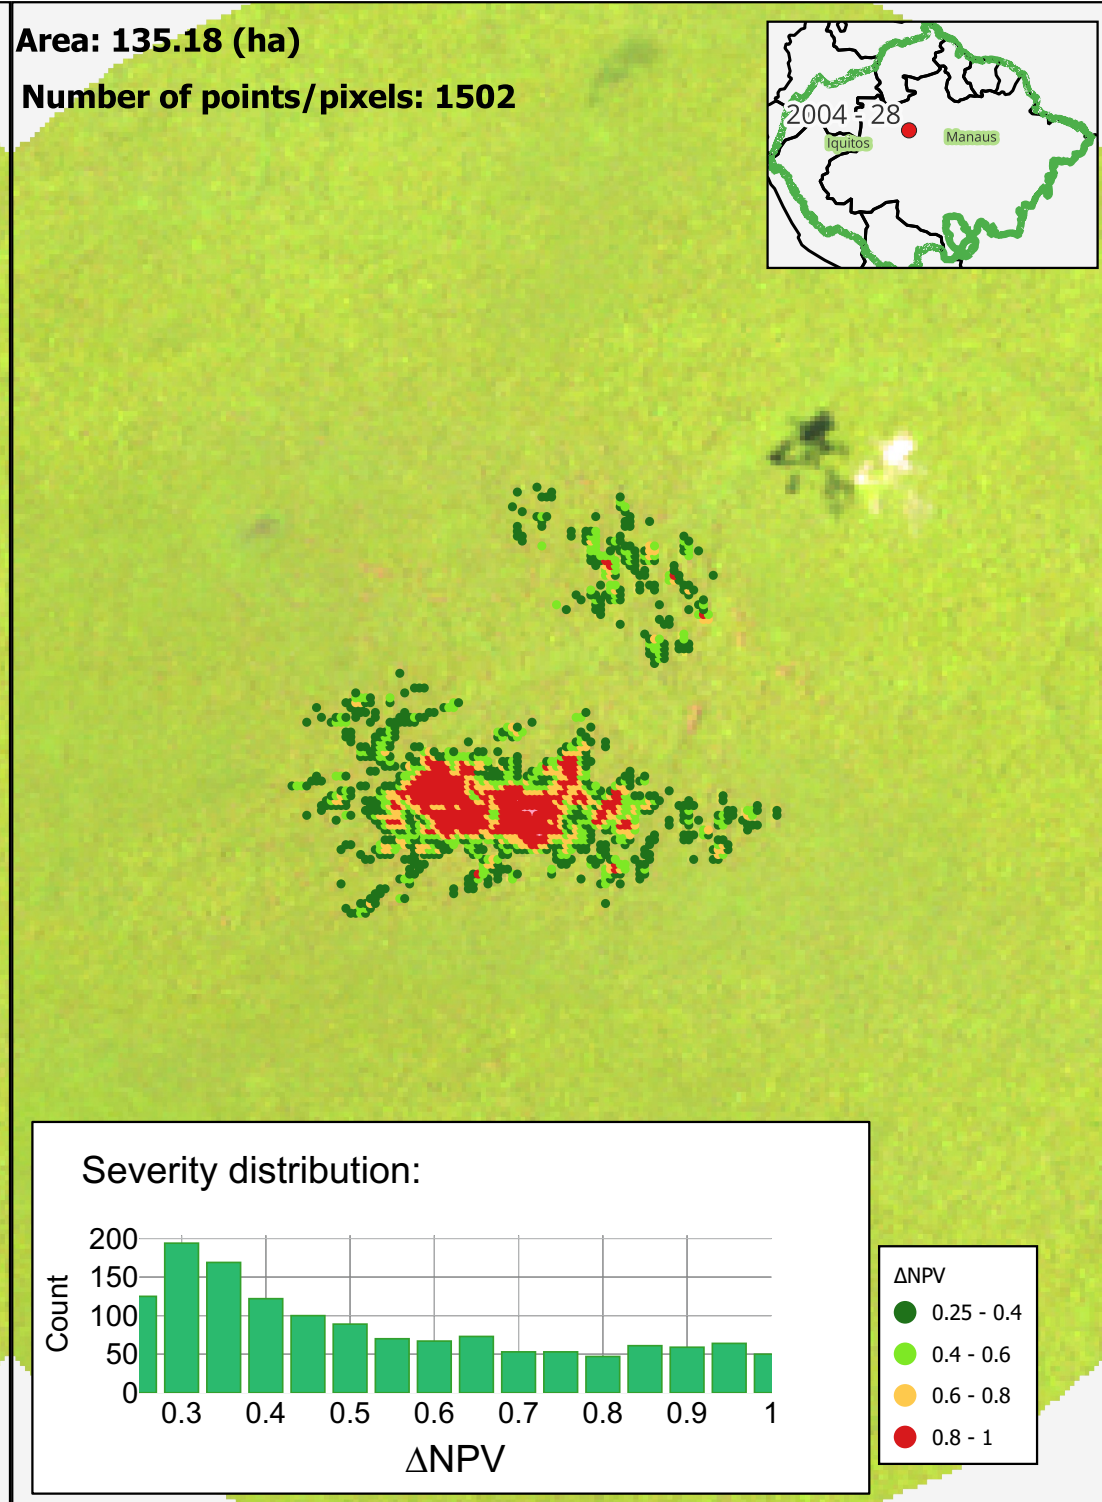 Area: 135.18 (ha)
Number of points/pixels: 1502
2004 - 28
Iquitos
Manaus
Severity distribution:
Count
200
150
100
50
0
0.3 0.4 0.5 0.6 0.7 0.8 0.9 1
ΔNPV
ΔNPV
0.25 - 0.4
0.4 - 0.6
0.6 - 0.8
0.8 - 1